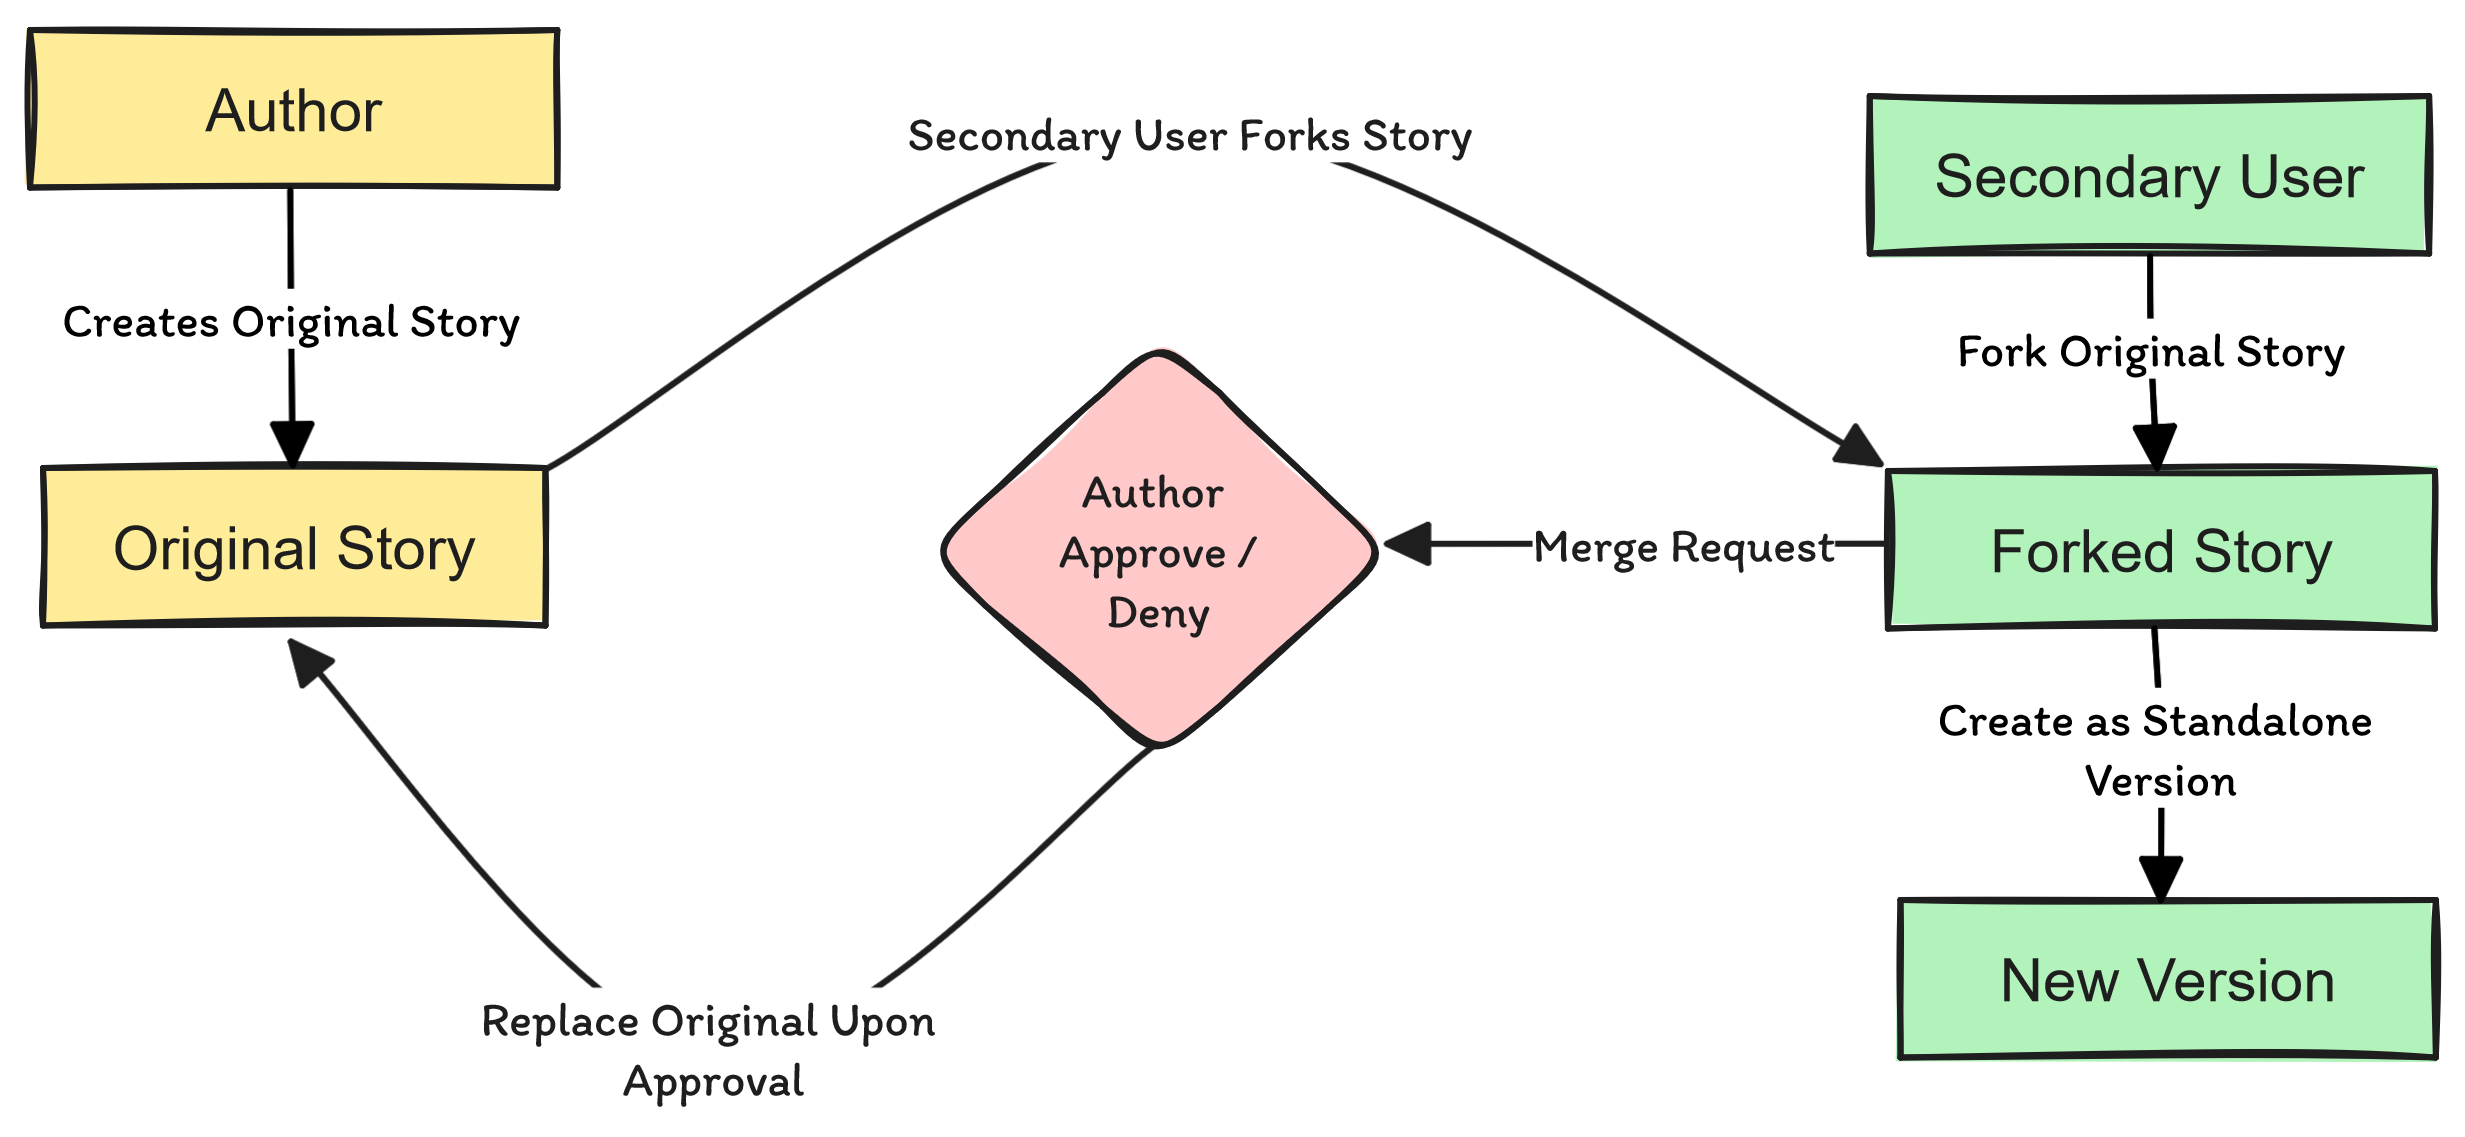 Author
Secondary User Forks Story
Secondary User
Creates Original Story
Fork Original Story
Original Story
Author
Approve /
Deny
Merge Request
Forked Story
Create as Standalone
Version
Replace Original Upon
Approval
New Version